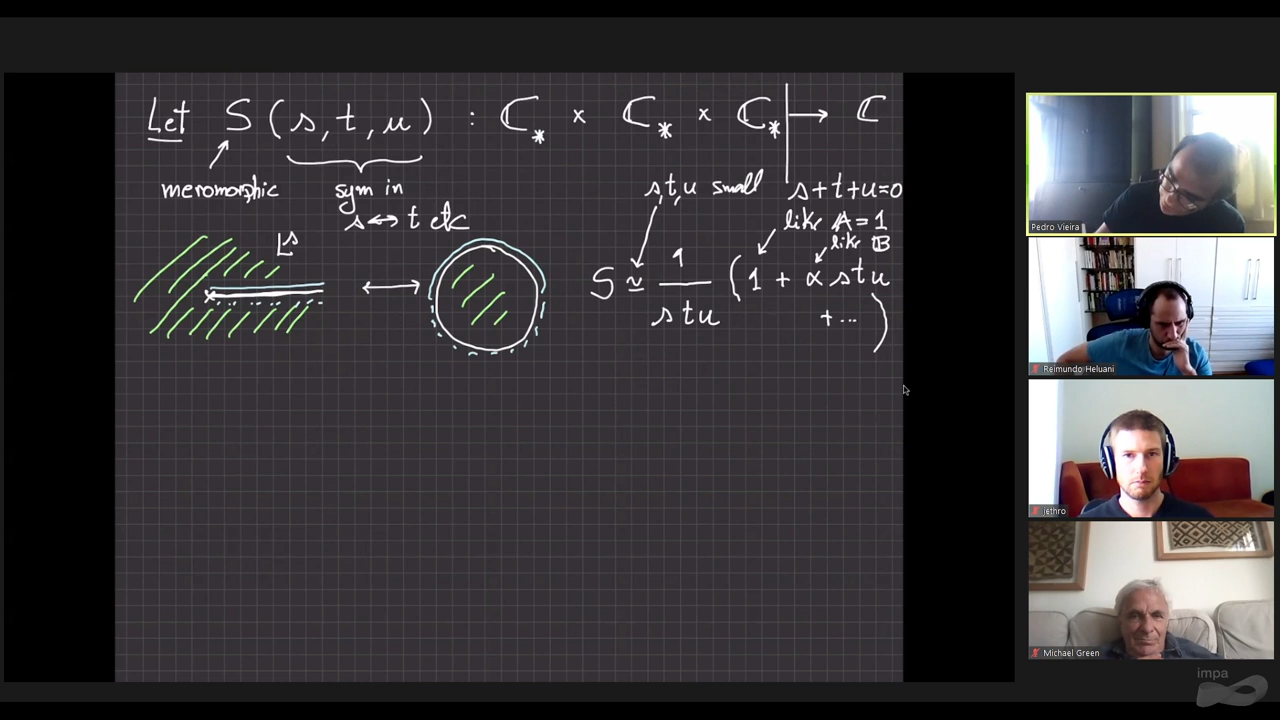 Let S (s, t, u) : ℂ* × ℂ* × ℂ* | → ℂ
meromorphic
sym in
s ↔ t etc
s,t,u small
s+t+u=0
like A = 1
like B
s
S ≃ 1/stu (1 + α stu
+ ... )
Pedro Vieira
Reimundo Heluani
jethro
Michael Green
impa